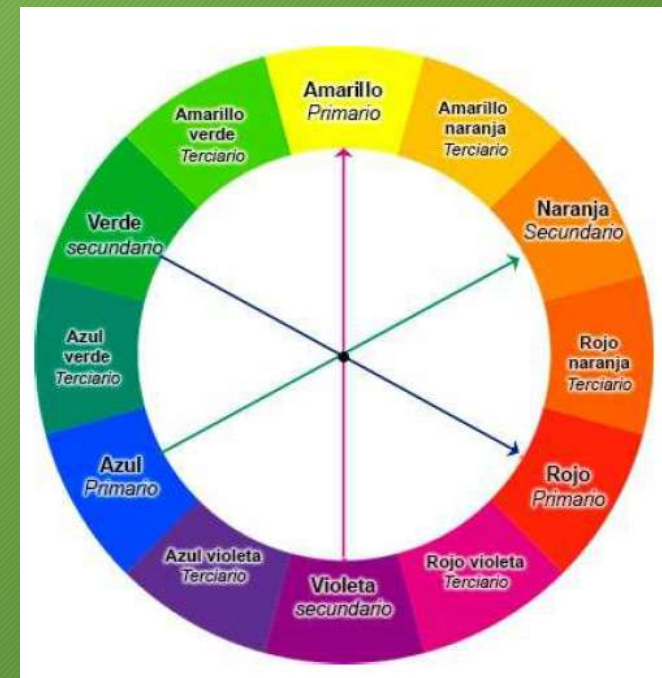 Amarillo
Primario
Amarillo
naranja
Terciario
Naranja
Secundario
Rojo
naranja
Terciario
Rojo
Primario
Rojo violeta
Terciario
Violeta
secundario
Azul violeta
Terciario
Azul
Primario
Azul
verde
Terciario
Verde
secundario
Amarillo
verde
Terciario